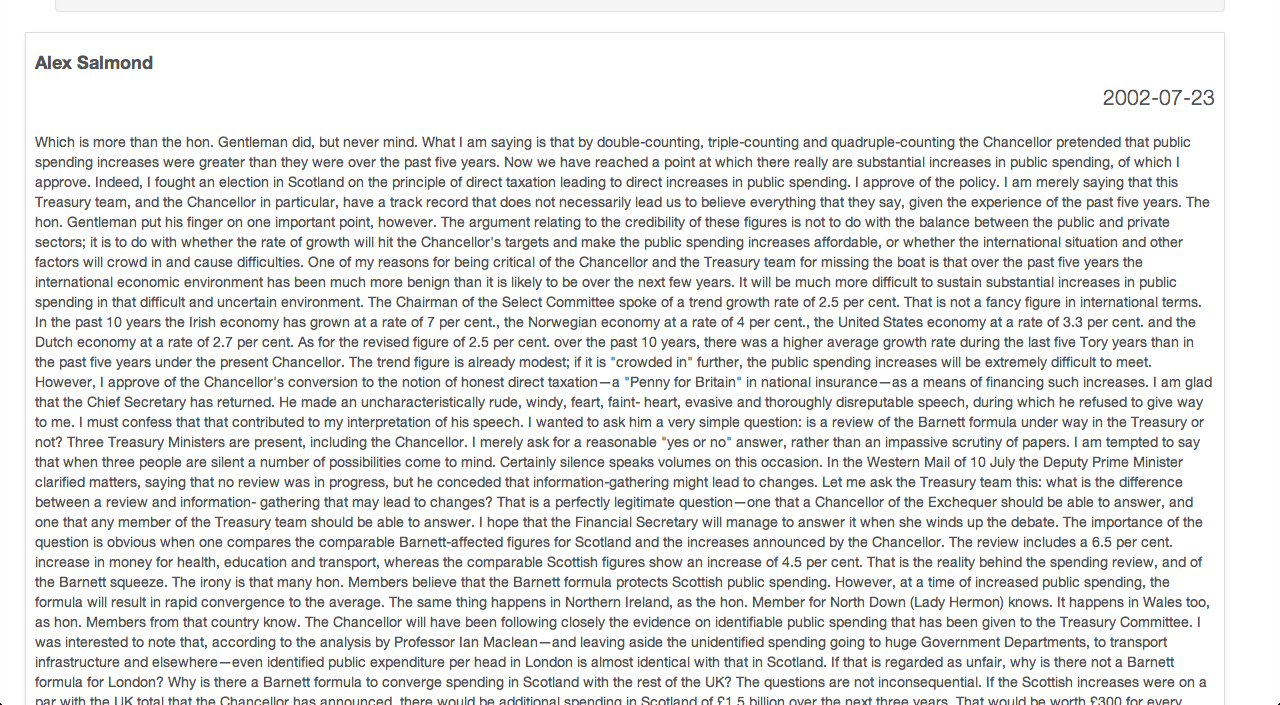 Alex Salmond
2002-07-23
Which is more than the hon. Gentleman did, but never mind. What I am saying is that by double-counting, triple-counting and quadruple-counting the Chancellor pretended that public
spending increases were greater than they were over the past five years. Now we have reached a point at which there really are substantial increases in public spending, of which I
approve. Indeed, I fought an election in Scotland on the principle of direct taxation leading to direct increases in public spending. I approve of the policy. I am merely saying that this
Treasury team, and the Chancellor in particular, have a track record that does not necessarily lead us to believe everything that they say, given the experience of the past five years. The
hon. Gentleman put his finger on one important point, however. The argument relating to the credibility of these figures is not to do with the balance between the public and private
sectors; it is to do with whether the rate of growth will hit the Chancellor's targets and make the public spending increases affordable, or whether the international situation and other
factors will crowd in and cause difficulties. One of my reasons for being critical of the Chancellor and the Treasury team for missing the boat is that over the past five years the
international economic environment has been much more benign than it is likely to be over the next few years. It will be much more difficult to sustain substantial increases in public
spending in that difficult and uncertain environment. The Chairman of the Select Committee spoke of a trend growth rate of 2.5 per cent. That is not a fancy figure in international terms.
In the past 10 years the Irish economy has grown at a rate of 7 per cent., the Norwegian economy at a rate of 4 per cent., the United States economy at a rate of 3.3 per cent. and the
Dutch economy at a rate of 2.7 per cent. As for the revised figure of 2.5 per cent. over the past 10 years, there was a higher average growth rate during the last five Tory years than in
the past five years under the present Chancellor. The trend figure is already modest; if it is "crowded in" further, the public spending increases will be extremely difficult to meet.
However, I approve of the Chancellor's conversion to the notion of honest direct taxation—a "Penny for Britain" in national insurance—as a means of financing such increases. I am glad
that the Chief Secretary has returned. He made an uncharacteristically rude, windy, feart, faint- heart, evasive and thoroughly disreputable speech, during which he refused to give way
to me. I must confess that that contributed to my interpretation of his speech. I wanted to ask him a very simple question: is a review of the Barnett formula under way in the Treasury or
not? Three Treasury Ministers are present, including the Chancellor. I merely ask for a reasonable "yes or no" answer, rather than an impassive scrutiny of papers. I am tempted to say
that when three people are silent a number of possibilities come to mind. Certainly silence speaks volumes on this occasion. In the Western Mail of 10 July the Deputy Prime Minister
clarified matters, saying that no review was in progress, but he conceded that information-gathering might lead to changes. Let me ask the Treasury team this: what is the difference
between a review and information- gathering that may lead to changes? That is a perfectly legitimate question—one that a Chancellor of the Exchequer should be able to answer, and
one that any member of the Treasury team should be able to answer. I hope that the Financial Secretary will manage to answer it when she winds up the debate. The importance of the
question is obvious when one compares the comparable Barnett-affected figures for Scotland and the increases announced by the Chancellor. The review includes a 6.5 per cent.
increase in money for health, education and transport, whereas the comparable Scottish figures show an increase of 4.5 per cent. That is the reality behind the spending review, and of
the Barnett squeeze. The irony is that many hon. Members believe that the Barnett formula protects Scottish public spending. However, at a time of increased public spending, the
formula will result in rapid convergence to the average. The same thing happens in Northern Ireland, as the hon. Member for North Down (Lady Hermon) knows. It happens in Wales too,
as hon. Members from that country know. The Chancellor will have been following closely the evidence on identifiable public spending that has been given to the Treasury Committee. I
was interested to note that, according to the analysis by Professor Ian Maclean—and leaving aside the unidentified spending going to huge Government Departments, to transport
infrastructure and elsewhere—even identified public expenditure per head in London is almost identical with that in Scotland. If that is regarded as unfair, why is there not a Barnett
formula for London? Why is there a Barnett formula to converge spending in Scotland with the rest of the UK? The questions are not inconsequential. If the Scottish increases were on a
par with the UK total that the Chancellor has announced, there would be additional spending in Scotland of £1.5 billion over the next three years. That would be worth £300 for every